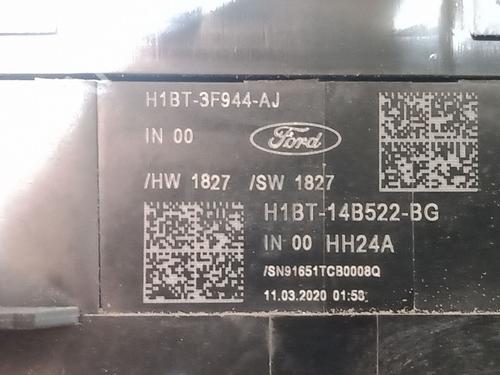 H1BT-3F944-AJ
IN 00
Ford
/HW 1827 /SW 1827
H1BT-14B522-BG
IN 00 HH24A
/SN91651TCB0008Q
11.03.2020 01:58